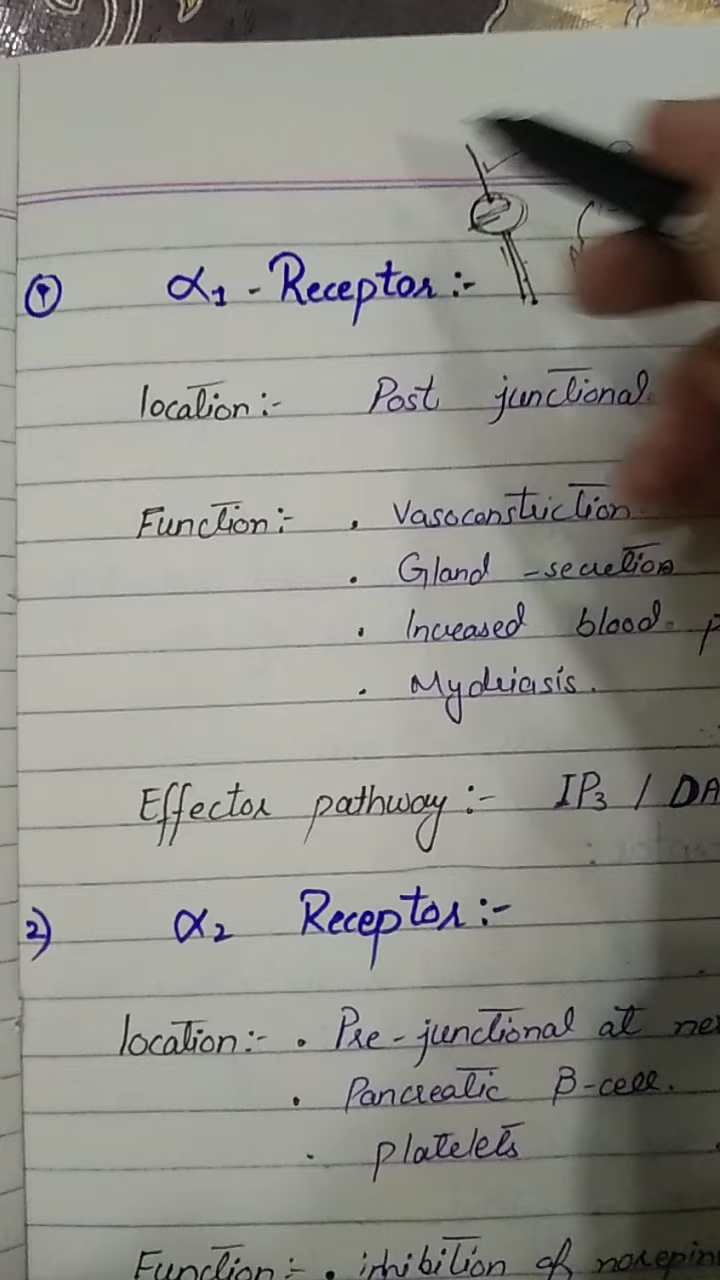 ① α₁ - Receptor :-
location :- Post junctional
Function :- . Vasoconstriction
. Gland - secretion
. Increased blood
. Mydriasis.
Effector pathway :- IP₃ / DA
2) α₂ Receptor :-
location :- . Pre-junctional at
. Pancreatic β-cell.
. platelets
Function :- . inhibition of